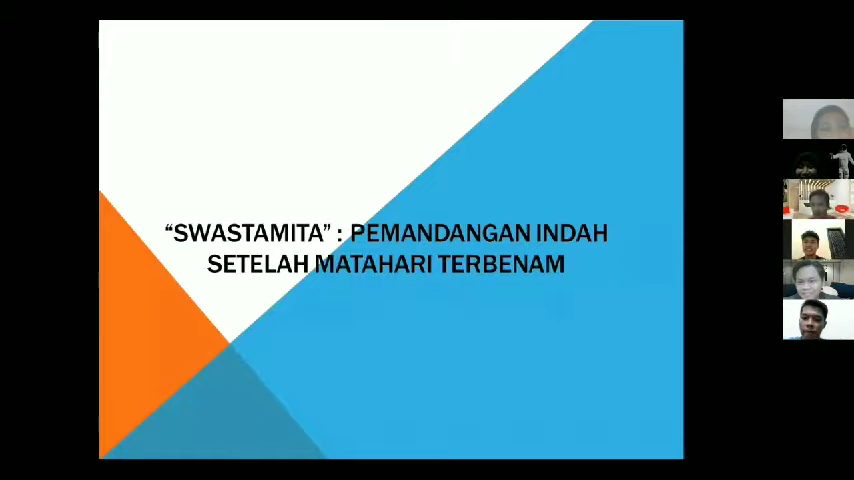 “SWASTAMITA” : PEMANDANGAN INDAH
SETELAH MATAHARI TERBENAM